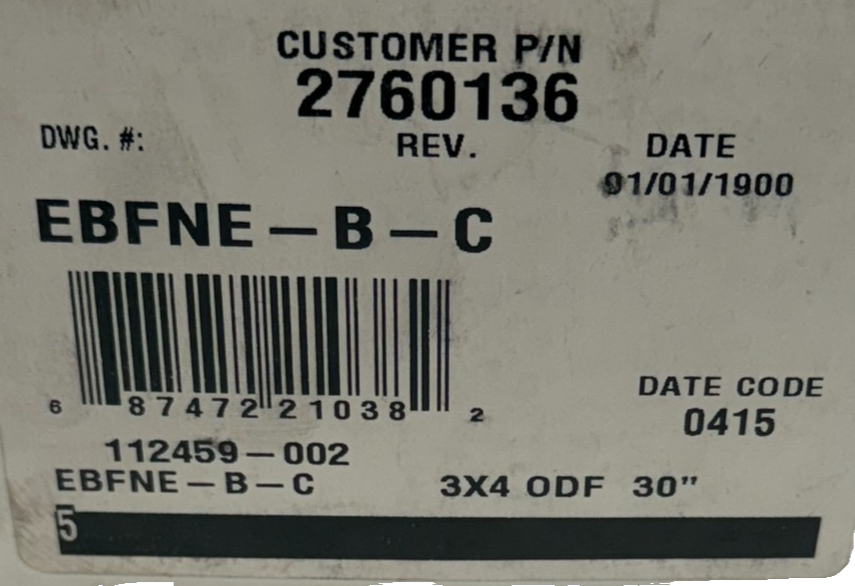 CUSTOMER P/N
2760136
DWG. #: REV. DATE
01/01/1900
EBFNE – B – C
6 87472 21038 2
DATE CODE
0415
112459 – 002
EBFNE – B – C 3X4 ODF 30"
5